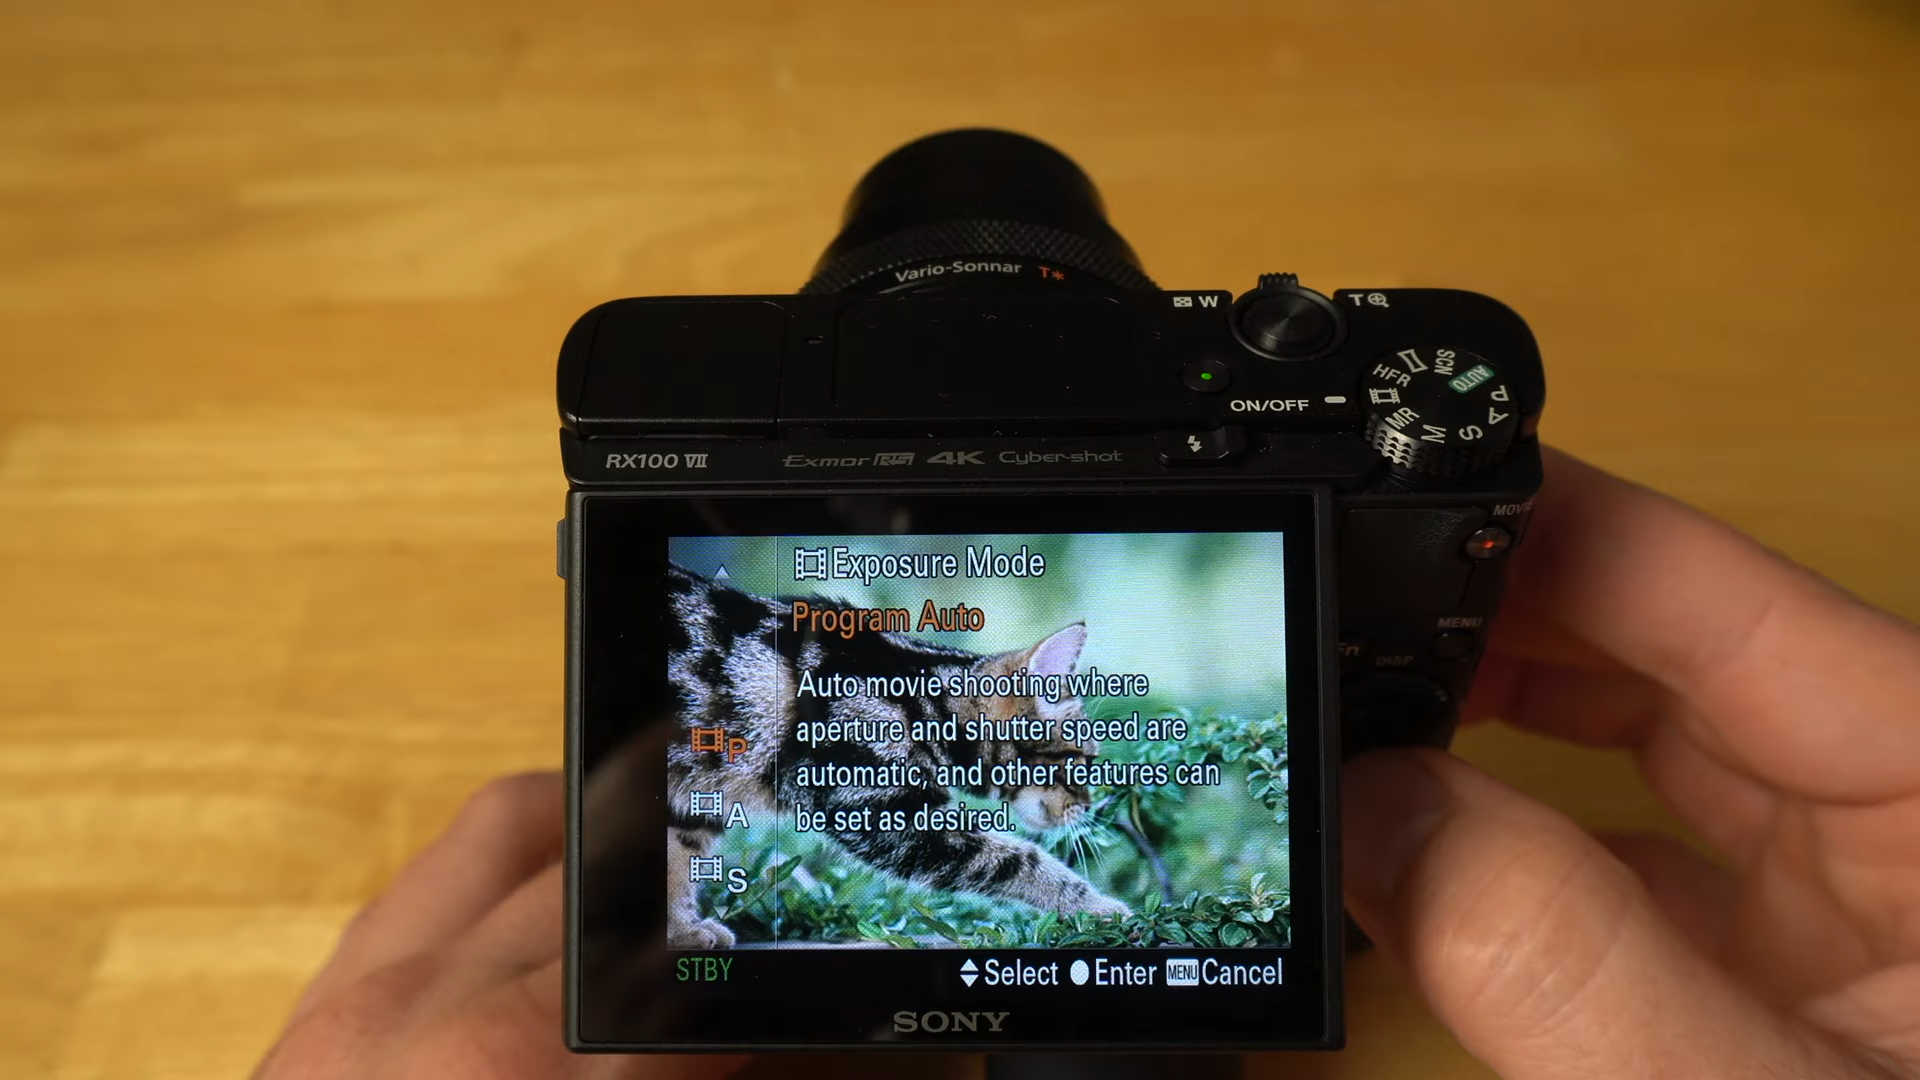 Vario-Sonnar T*
W
T
SCN
AUTO
HFR
P
A
MR
M
S
ON/OFF
RX100 VII
Exmor RS 4K Cyber-shot
MOVIE
Exposure Mode
Program Auto
Auto movie shooting where
aperture and shutter speed are
automatic, and other features can
be set as desired.
P
A
S
MENU
Fn
DISP
STBY
Select Enter MENU Cancel
SONY